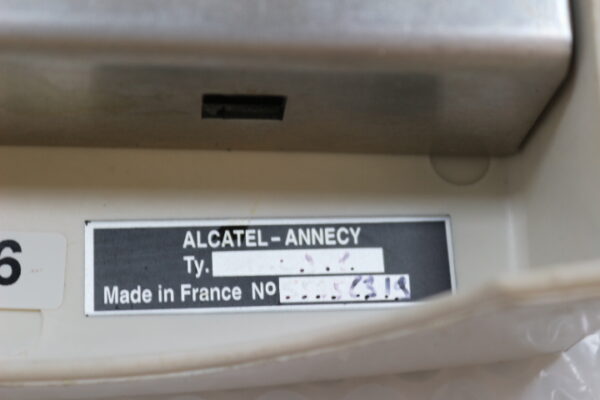 ALCATEL-ANNECY
Ty.
Made in France No
6